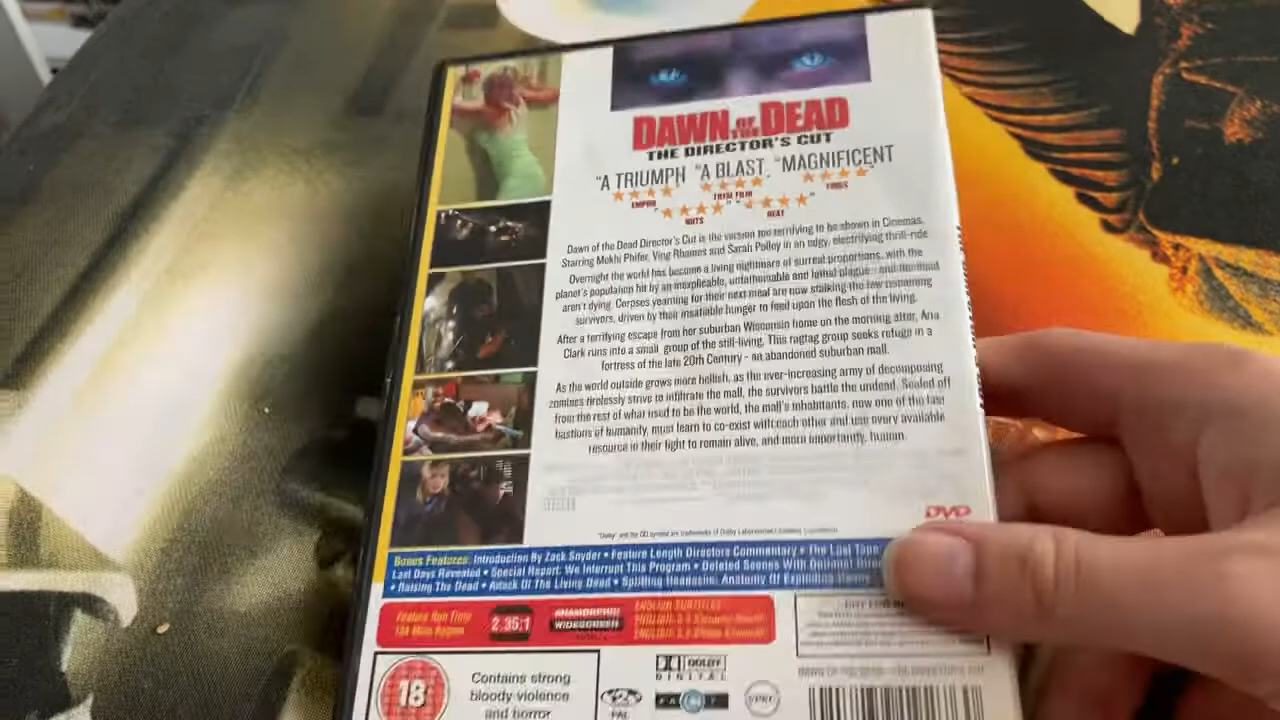 DAWN OF THE DEAD
THE DIRECTOR'S CUT
"A TRIUMPH "A BLAST, "MAGNIFICENT
EMPIRE TOTAL FILM
NUTS HEAT
Dawn of the Dead Director's Cut is the version too terrifying to be shown in Cinemas.
Starring Mekhi Phifer, Ving Rhames and Sarah Polley in an edgy, electrifying thrill-ride
Overnight the world has become a living nightmare of surreal proportions, with the
planet's population hit by an inexplicable, unfathomable and lethal plague - and the dead
aren't dying. Corpses yearning for their next meal are now stalking the few remaining
survivors, driven by their insatiable hunger to feed upon the flesh of the living.
After a terrifying escape from her suburban Wisconsin home on the morning after, Ana
Clark runs into a small group of the still-living. This ragtag group seeks refuge in a
fortress of the late 20th Century - an abandoned suburban mall.
As the world outside grows more hellish, as the ever-increasing army of decomposing
zombies tirelessly strive to infiltrate the mall, the survivors battle the undead. Sealed off
from the rest of what used to be the world, the mall's inhabitants, now one of the last
bastions of humanity, must learn to co-exist with each other and use every available
resource in their fight to remain alive, and more importantly, human.
DVD
"Dolby" and the DD symbol are trademarks of Dolby Laboratories
Bonus Features: Introduction By Zack Snyder • Feature Length Directors Commentary • The Lost Tape
Last Days Revealed • Special Report: We Interrupt This Program • Deleted Scenes With Optional
• Raising The Dead • Attack Of The Living Dead • Splitting Headaches: Anatomy Of Exploding Heads
Feature Run Time
2.35:1
ANAMORPHIC
WIDESCREEN
ENGLISH SUBTITLES
18
Contains strong
bloody violence
and horror
DOLBY
DIGITAL
PAL
FACT